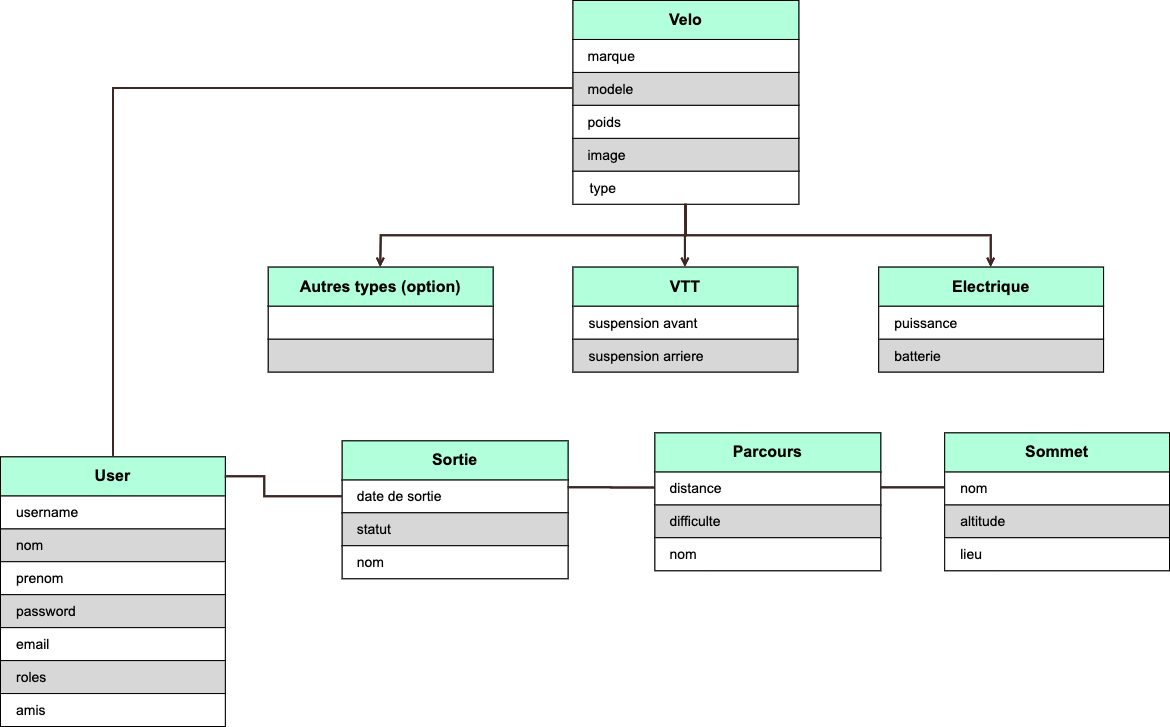 Velo
marque
modele
poids
image
type
Autres types (option)
VTT
suspension avant
suspension arriere
Electrique
puissance
batterie
User
username
nom
prenom
password
email
roles
amis
Sortie
date de sortie
statut
nom
Parcours
distance
difficulte
nom
Sommet
nom
altitude
lieu